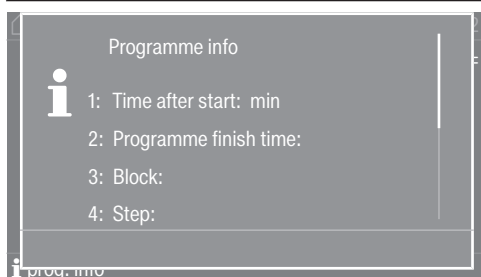 Programme info
1: Time after start: min
2: Programme finish time:
3: Block:
4: Step:
prog. info